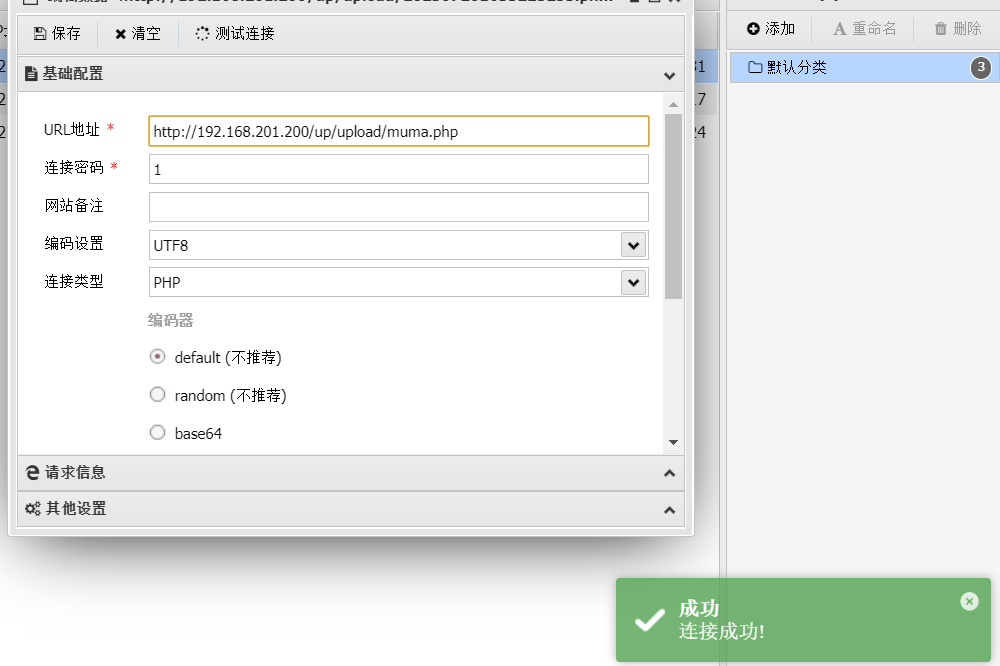 保存 清空 测试连接
添加 重命名 删除
基础配置
默认分类 3
URL地址 * http://192.168.201.200/up/upload/muma.php
连接密码 * 1
网站备注
编码设置 UTF8
连接类型 PHP
编码器
default (不推荐)
random (不推荐)
base64
请求信息
其他设置
成功
连接成功!